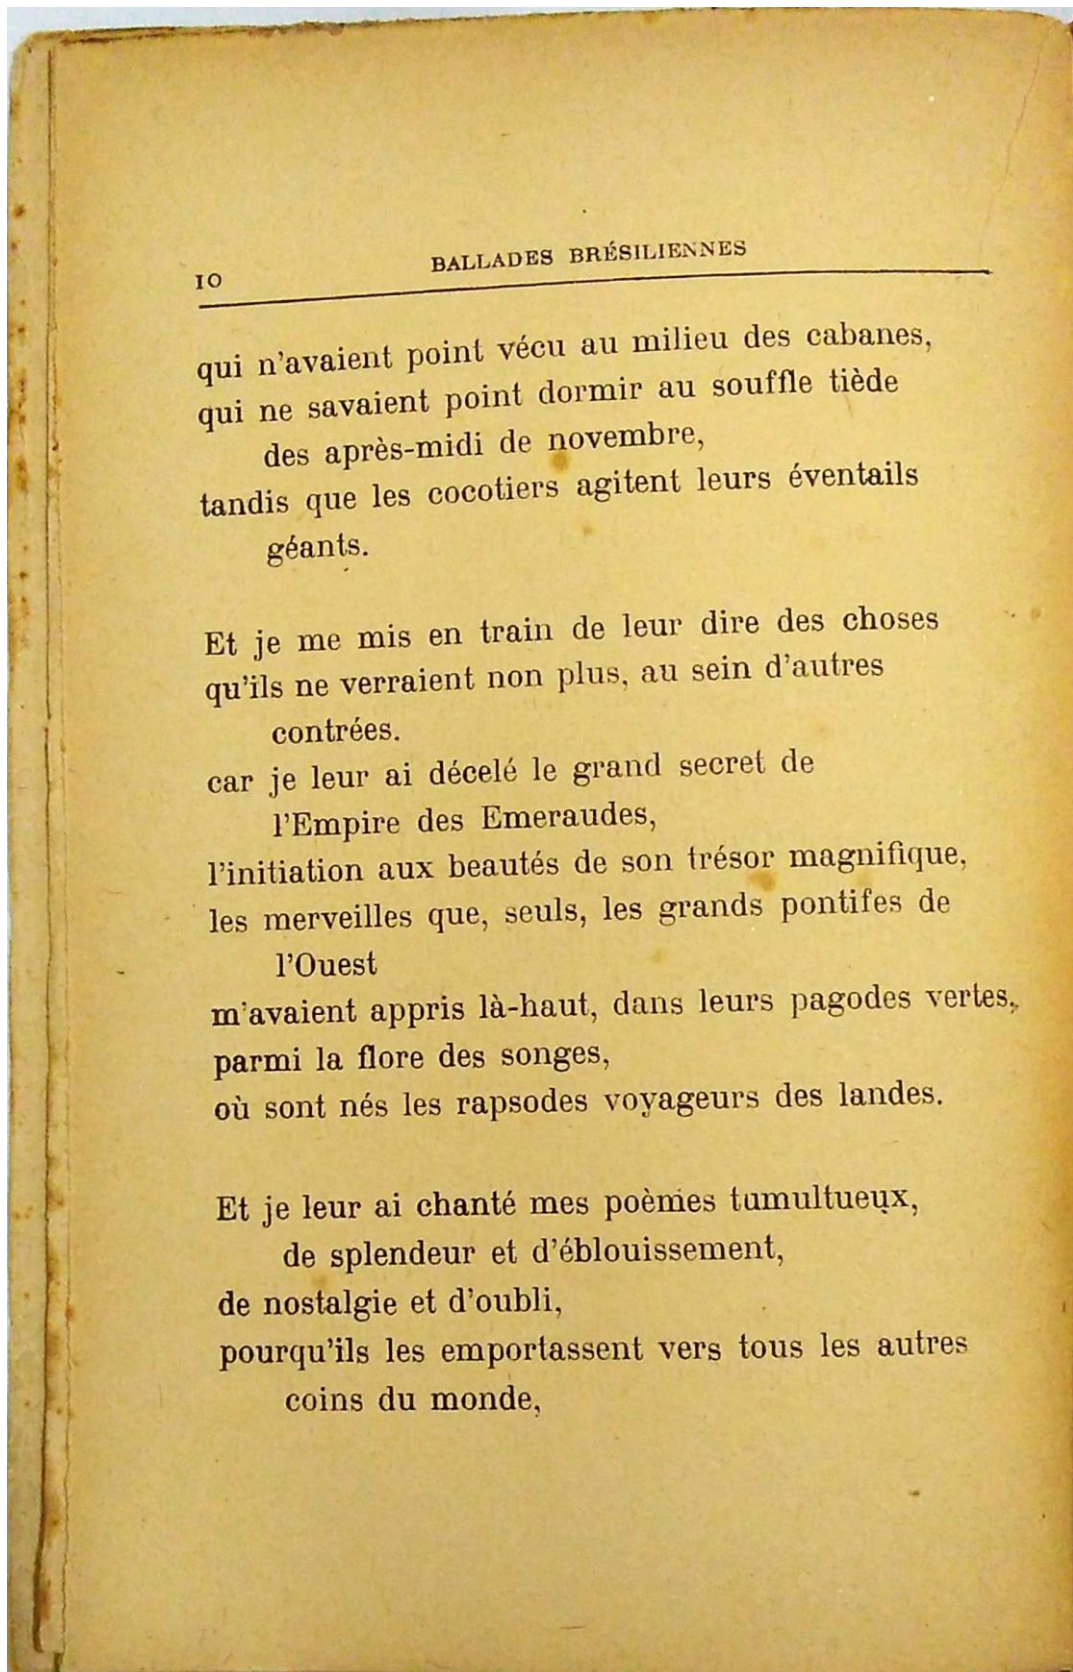 10
BALLADES BRÉSILIENNES
qui n'avaient point vécu au milieu des cabanes,
qui ne savaient point dormir au souffle tiède
des après-midi de novembre,
tandis que les cocotiers agitent leurs éventails
géants.
Et je me mis en train de leur dire des choses
qu'ils ne verraient non plus, au sein d'autres
contrées.
car je leur ai décelé le grand secret de
l'Empire des Emeraudes,
l'initiation aux beautés de son trésor magnifique,
les merveilles que, seuls, les grands pontifes de
l'Ouest
m'avaient appris là-haut, dans leurs pagodes vertes,
parmi la flore des songes,
où sont nés les rapsodes voyageurs des landes.
Et je leur ai chanté mes poèmes tumultueux,
de splendeur et d'éblouissement,
de nostalgie et d'oubli,
pourqu'ils les emportassent vers tous les autres
coins du monde,